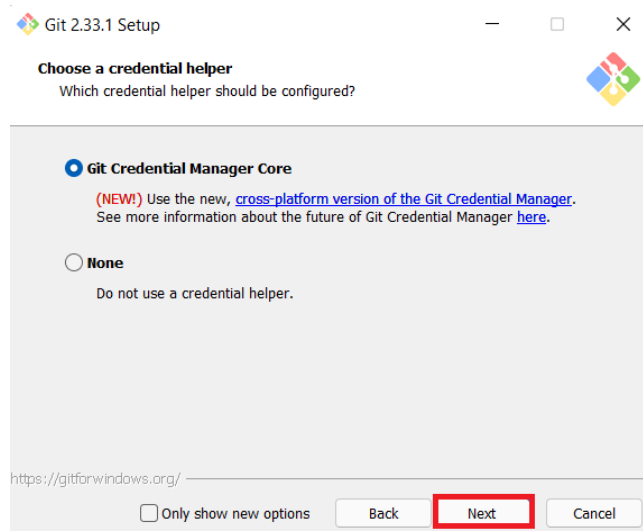 Git 2.33.1 Setup
Choose a credential helper
Which credential helper should be configured?
Git Credential Manager Core
(NEW!) Use the new, cross-platform version of the Git Credential Manager.
See more information about the future of Git Credential Manager here.
None
Do not use a credential helper.
https://gitforwindows.org/
Only show new options Back Next Cancel